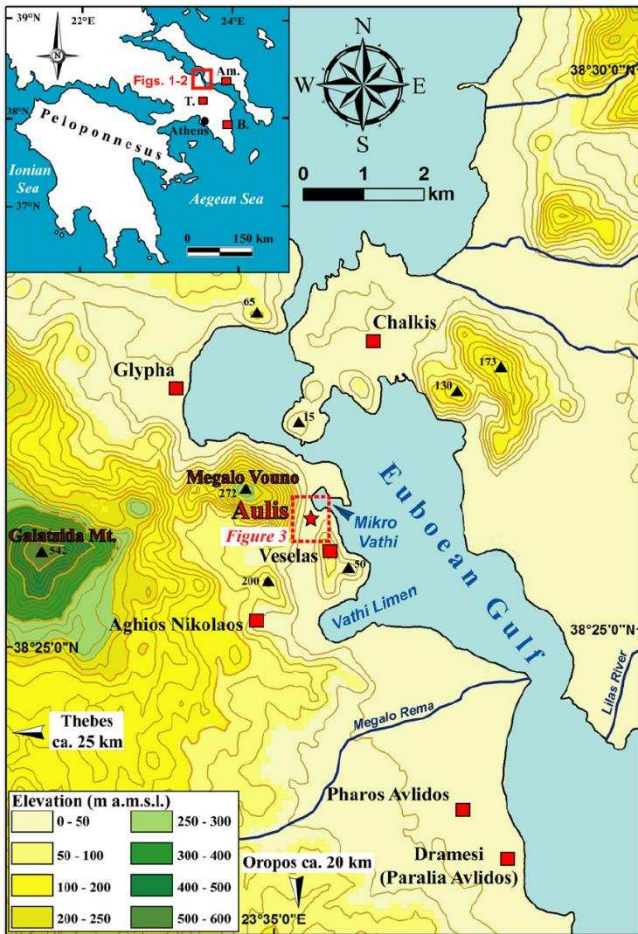 39°N
22°E
24°E
38°N
37°N
N
Figs. 1-2
Am.
T.
Athens
B.
Peloponnesus
Ionian
Sea
Aegean Sea
0 150 km
N
W E
S
0 1 2
km
38°30'0"N
65
Chalkis
173
130
Glypha
15
Megalo Vouno
272
Aulis
Figure 3
Mikro
Vathi
Euboean Gulf
Galatsida Mt.
542
Veselas
50
200
Vathi Limen
Aghios Nikolaos
38°25'0"N
38°25'0"N
Lilas River
Megalo Rema
Thebes
ca. 25 km
Pharos Avlidos
Dramesi
(Paralia Avlidos)
Oropos ca. 20 km
23°35'0"E
Elevation (m a.m.s.l.)
0 - 50
50 - 100
100 - 200
200 - 250
250 - 300
300 - 400
400 - 500
500 - 600